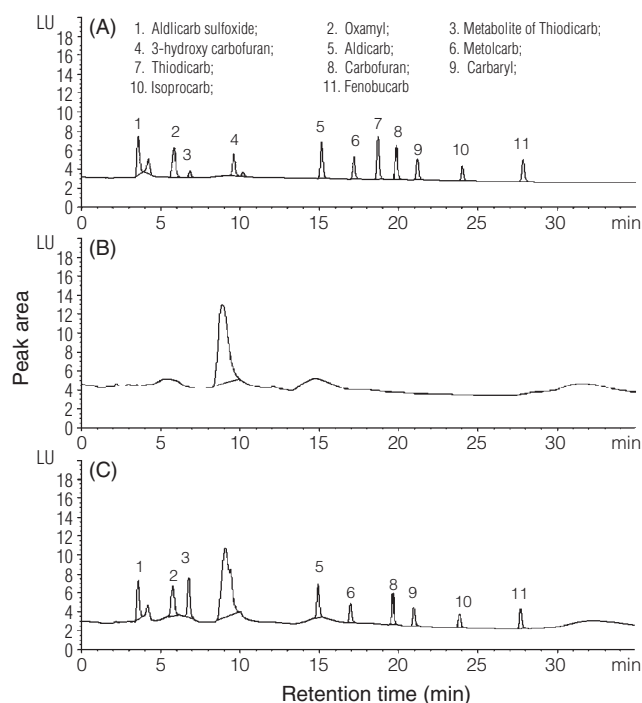 LU
(A)
1. Aldlicarb sulfoxide; 2. Oxamyl; 3. Metabolite of Thiodicarb;
4. 3-hydroxy carbofuran; 5. Aldicarb; 6. Metolcarb;
7. Thiodicarb; 8. Carbofuran; 9. Carbaryl;
10. Isoprocarb; 11. Fenobucarb
18
16
14
12
10
8
6
4
2
0
1 2 3 4 5 6 7 8 9 10 11
0 5 10 15 20 25 30 min
LU
(B)
18
16
14
12
10
8
6
4
2
0
0 5 10 15 20 25 30 min
Peak area
LU
(C)
18
16
14
12
10
8
6
4
2
0
1 2 3 5 6 8 9 10 11
0 5 10 15 20 25 30 min
Retention time (min)